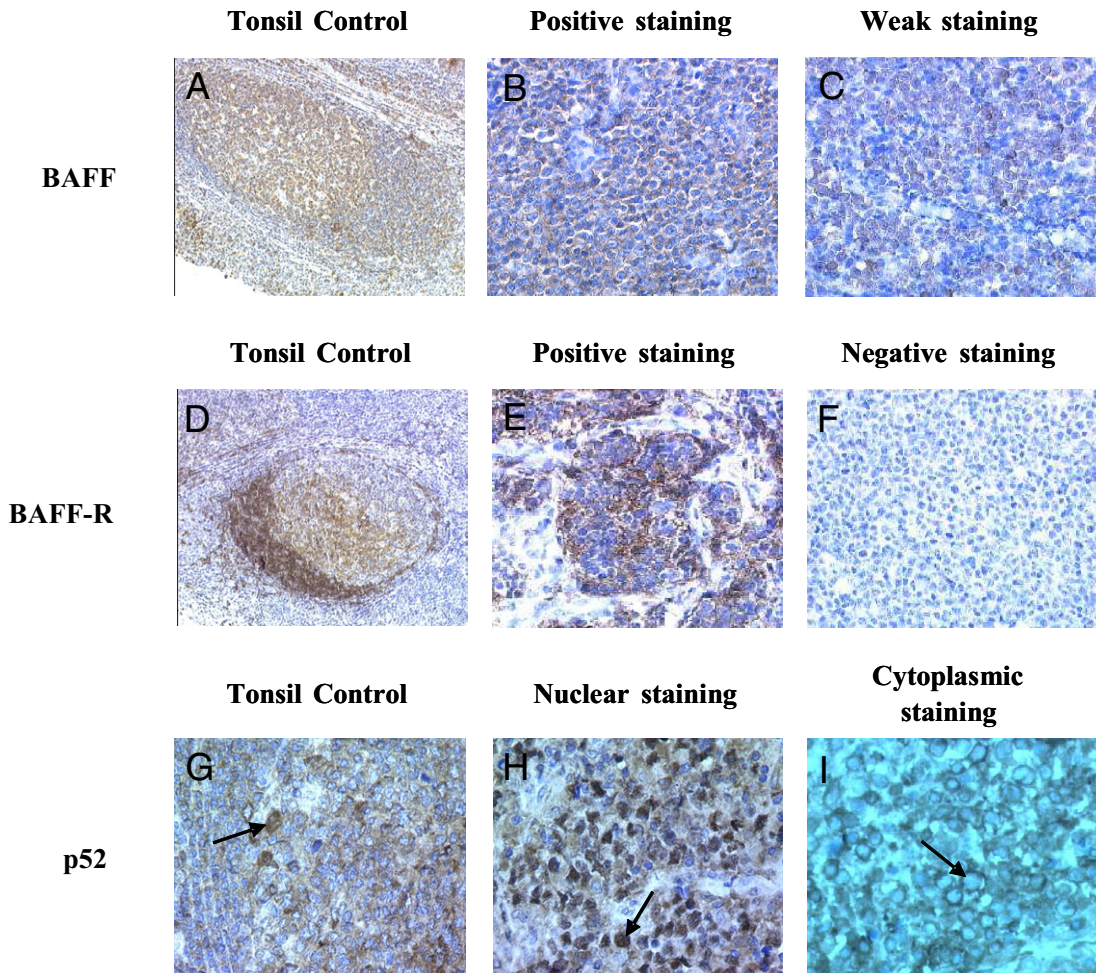 Tonsil Control Positive staining Weak staining
A B C
BAFF
Tonsil Control Positive staining Negative staining
D E F
BAFF-R
Tonsil Control Nuclear staining Cytoplasmic
staining
G H I
p52